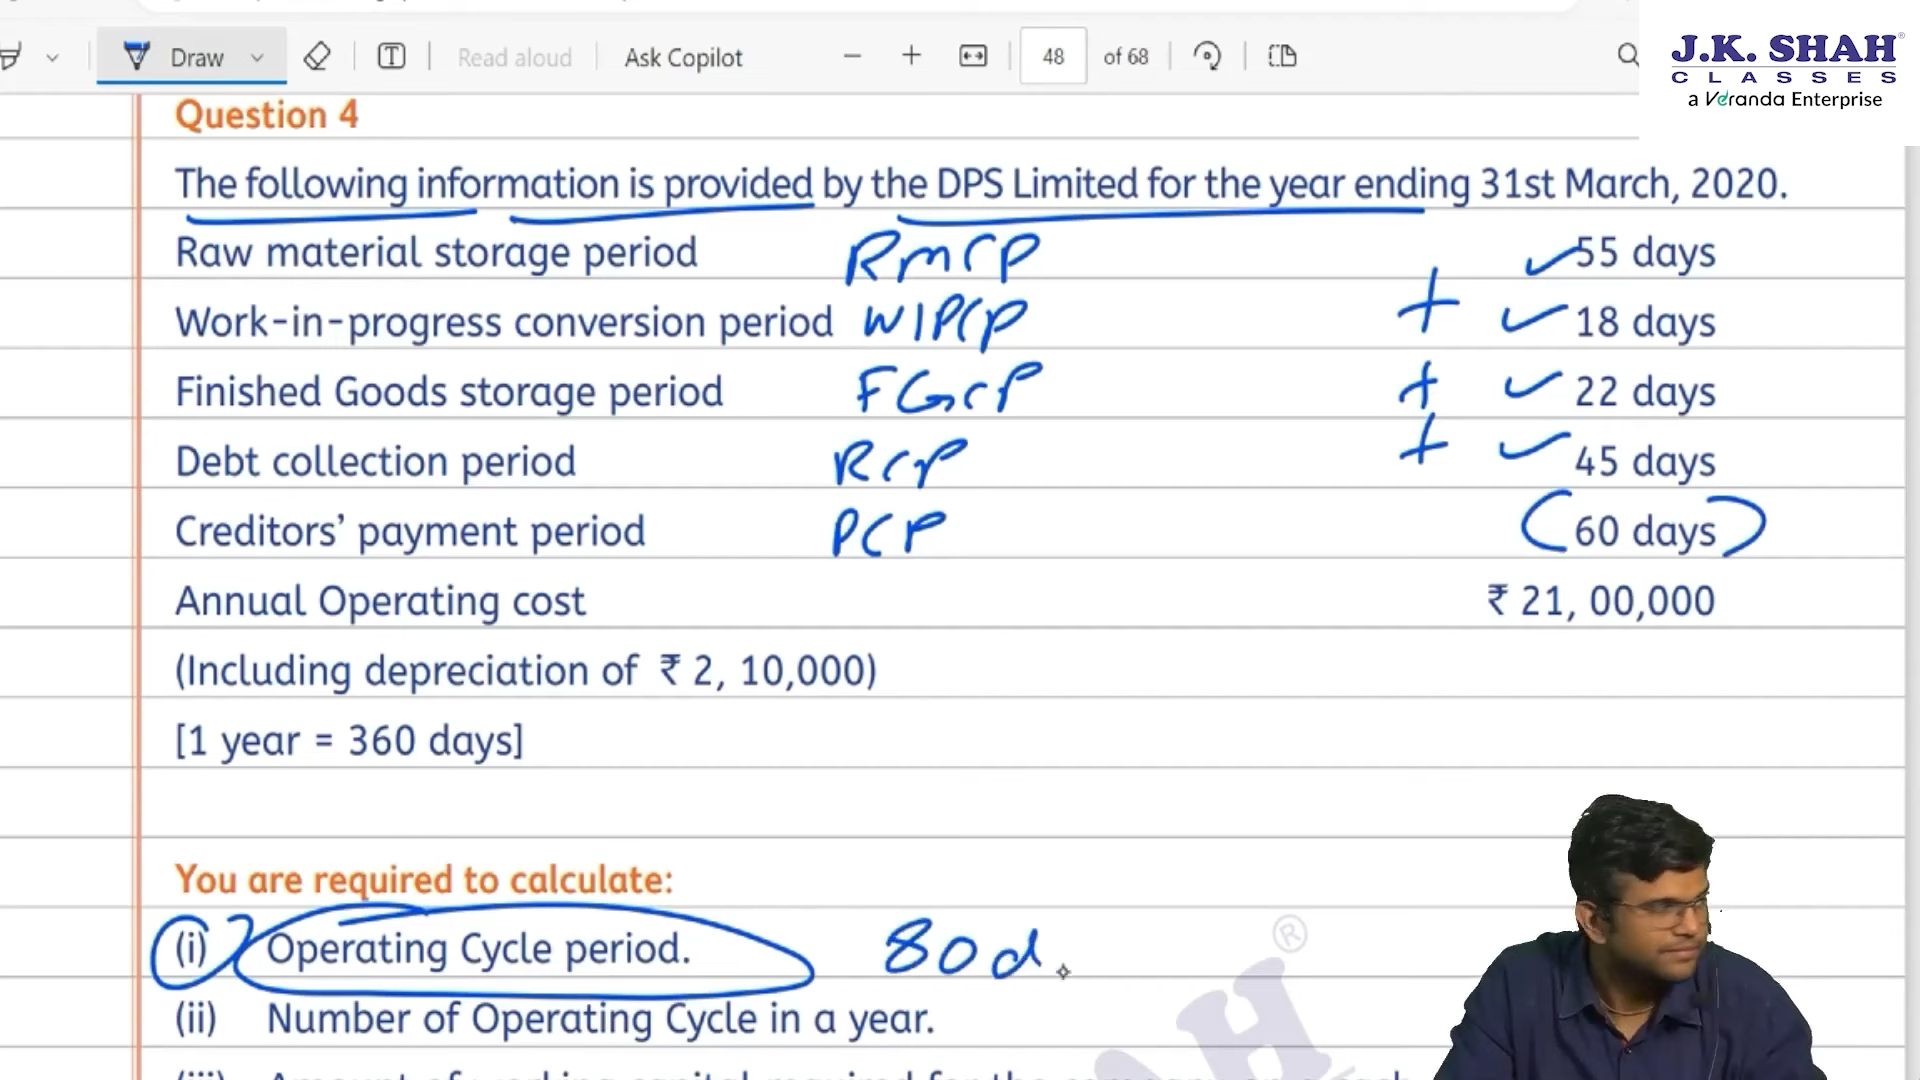 Draw
Read aloud
Ask Copilot
48
of 68
J.K. SHAH
CLASSES
a Veranda Enterprise
Question 4
The following information is provided by the DPS Limited for the year ending 31st March, 2020.
Raw material storage period RMCP ✓55 days
Work-in-progress conversion period WIPCP + ✓18 days
Finished Goods storage period FGCP + ✓22 days
Debt collection period RCP + ✓45 days
Creditors’ payment period PCP (60 days)
Annual Operating cost ₹ 21, 00,000
(Including depreciation of ₹ 2, 10,000)
[1 year = 360 days]
You are required to calculate:
(i) Operating Cycle period. 80 d
(ii) Number of Operating Cycle in a year.
AH ®